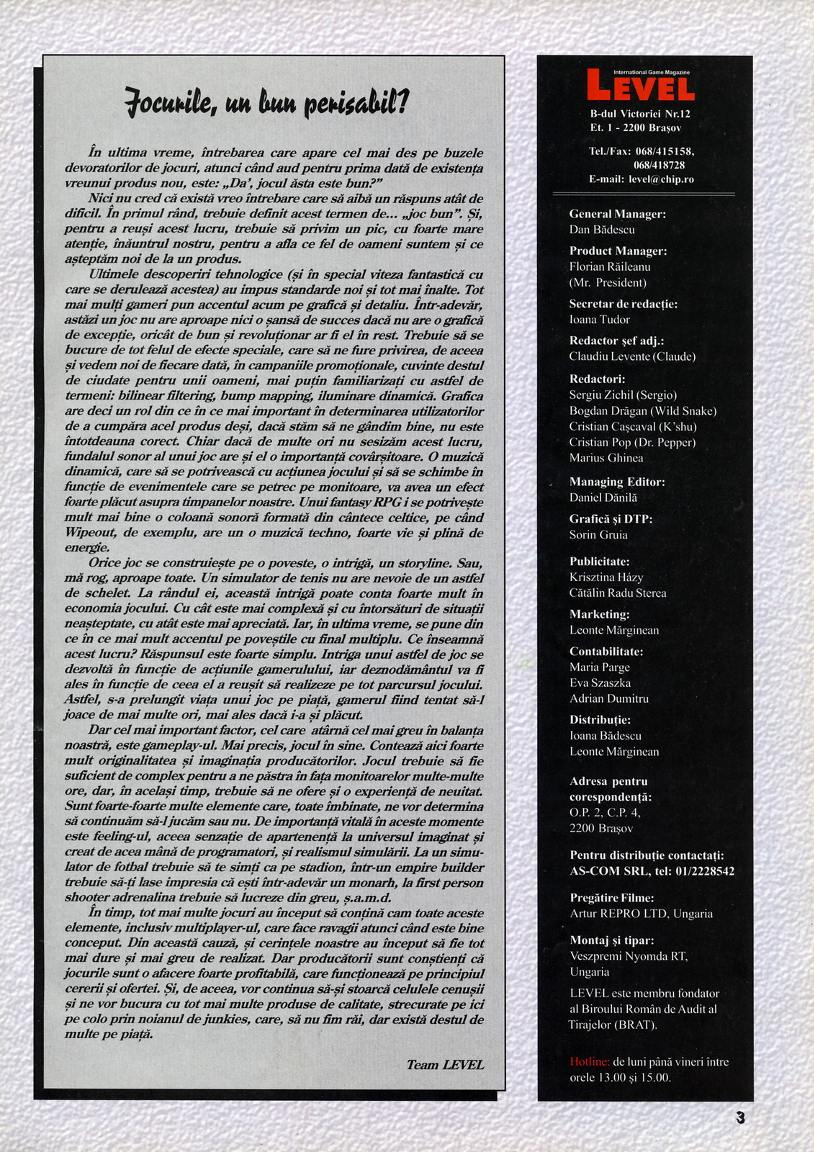 Jocurile, un bun perisabil?
În ultima vreme, întrebarea care apare cel mai des pe buzele
devoratorilor de jocuri, atunci când aud pentru prima dată de existența
vreunui produs nou, este: „Da', jocul ăsta este bun?”
Nici nu cred că există vreo întrebare care să aibă un răspuns atât de
dificil. În primul rând, trebuie definit acest termen de... „joc bun”. Și,
pentru a reuși acest lucru, trebuie să privim un pic, cu foarte mare
atenție, înăuntrul nostru, pentru a afla ce fel de oameni suntem și ce
așteptăm noi de la un produs.
Ultimele descoperiri tehnologice (și în special viteza fantastică cu
care se derulează acestea) au impus standarde noi și tot mai înalte. Tot
mai mulți gameri pun accentul acum pe grafică și detaliu. Într-adevăr,
astăzi un joc nu are aproape nici o șansă de succes dacă nu are o grafică
de excepție, oricât de bun și revoluționar ar fi el în rest. Trebuie să se
bucure de tot felul de efecte speciale, care să ne fure privirea, de aceea
și vedem noi de fiecare dată, în campaniile promoționale, cuvinte destul
de ciudate pentru unii oameni, mai puțin familiarizați cu astfel de
termeni: bilinear filtering, bump mapping, iluminare dinamică. Grafica
are deci un rol din ce în ce mai important în determinarea utilizatorilor
de a cumpăra acel produs deși, dacă stăm să ne gândim bine, nu este
întotdeauna corect. Chiar dacă de multe ori nu sesizăm acest lucru,
fundalul sonor al unui joc are și el o importanță covârșitoare. O muzică
dinamică, care să se potrivească cu acțiunea jocului și să se schimbe în
funcție de evenimentele care se petrec pe monitoare, va avea un efect
foarte plăcut asupra timpanelor noastre. Unui fantasy RPG i se potrivește
mult mai bine o coloană sonoră formată din cântece celtice, pe când
Wipeout, de exemplu, are un o muzică techno, foarte vie și plină de
energie.
Orice joc se construiește pe o poveste, o intrigă, un storyline. Sau,
mă rog, aproape toate. Un simulator de tenis nu are nevoie de un astfel
de schelet. La rândul ei, această intrigă poate conta foarte mult în
economia jocului. Cu cât este mai complexă și cu întorsături de situații
neașteptate, cu atât este mai apreciată. Iar, în ultima vreme, se pune din
ce în ce mai mult accentul pe poveștile cu final multiplu. Ce înseamnă
acest lucru? Răspunsul este foarte simplu. Intriga unui astfel de joc se
dezvoltă în funcție de acțiunile gamerulului, iar deznodământul va fi
ales în funcție de ceea el a reușit să realizeze pe tot parcursul jocului.
Astfel, s-a prelungit viața unui joc pe piață, gamerul fiind tentat să-l
joace de mai multe ori, mai ales dacă i-a și plăcut.
Dar cel mai important factor, cel care atârnă cel mai greu în balanța
noastră, este gameplay-ul. Mai precis, jocul în sine. Contează aici foarte
mult originalitatea și imaginația producătorilor. Jocul trebuie să fie
suficient de complex pentru a ne păstra în fața monitoarelor multe-multe
ore, dar, în același timp, trebuie să ne ofere și o experiență de neuitat.
Sunt foarte-foarte multe elemente care, toate îmbinate, ne vor determina
să continuăm să-l jucăm sau nu. De importanță vitală în aceste momente
este feeling-ul, aceea senzație de apartenență la universul imaginat și
creat de acea mână de programatori, și realismul simulării. La un simu-
lator de fotbal trebuie să te simți ca pe stadion, într-un empire builder
trebuie să-ți lase impresia că ești într-adevăr un monarh, la first person
shooter adrenalina trebuie să lucreze din greu, ș.a.m.d.
În timp, tot mai multe jocuri au început să conțină cam toate aceste
elemente, inclusiv multiplayer-ul, care face ravagii atunci când este bine
conceput. Din această cauză, și cerințele noastre au început să fie tot
mai dure și mai greu de realizat. Dar producătorii sunt conștienți că
jocurile sunt o afacere foarte profitabilă, care funcționează pe principiul
cererii și ofertei. Și, de aceea, vor continua să-și stoarcă celulele cenușii
și ne vor bucura cu tot mai multe produse de calitate, strecurate pe ici
pe colo prin noianul de junkies, care, să nu fim răi, dar există destul de
multe pe piață.
Team LEVEL
International Game Magazine
LEVEL
B-dul Victoriei Nr.12
Et. 1 - 2200 Brașov
Tel./Fax: 068/415158,
068/418728
E-mail: level@chip.ro
General Manager:
Dan Bădescu
Product Manager:
Florian Răileanu
(Mr. President)
Secretar de redacție:
Ioana Tudor
Redactor șef adj.:
Claudiu Levente (Claude)
Redactori:
Sergiu Zichil (Sergio)
Bogdan Drăgan (Wild Snake)
Cristian Cașcaval (K'shu)
Cristian Pop (Dr. Pepper)
Marius Ghinea
Managing Editor:
Daniel Dănilă
Grafică și DTP:
Sorin Gruia
Publicitate:
Krisztina Házy
Cătălin Radu Sterea
Marketing:
Leonte Mărginean
Contabilitate:
Maria Parge
Eva Szaszka
Adrian Dumitru
Distribuție:
Ioana Bădescu
Leonte Mărginean
Adresa pentru
corespondență:
O.P. 2, C.P. 4,
2200 Brașov
Pentru distribuție contactați:
AS-COM SRL, tel: 01/2228542
Pregătire Filme:
Artur REPRO LTD, Ungaria
Montaj și tipar:
Veszpremi Nyomda RT,
Ungaria
LEVEL este membru fondator
al Biroului Român de Audit al
Tirajelor (BRAT).
Hotline: de luni până vineri între
orele 13.00 și 15.00.
3